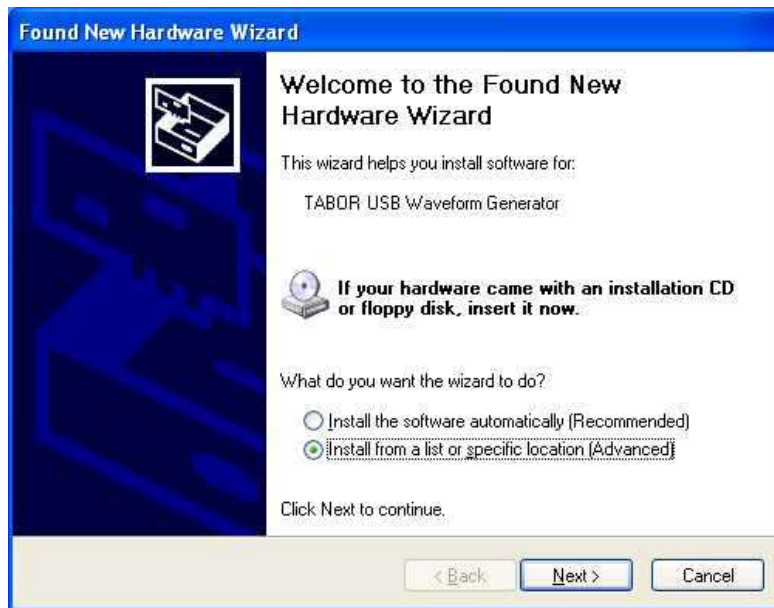 Found New Hardware Wizard
Welcome to the Found New
Hardware Wizard
This wizard helps you install software for:
TABOR USB Waveform Generator
If your hardware came with an installation CD
or floppy disk, insert it now.
What do you want the wizard to do?
Install the software automatically (Recommended)
Install from a list or specific location (Advanced)
Click Next to continue.
< Back
Next >
Cancel